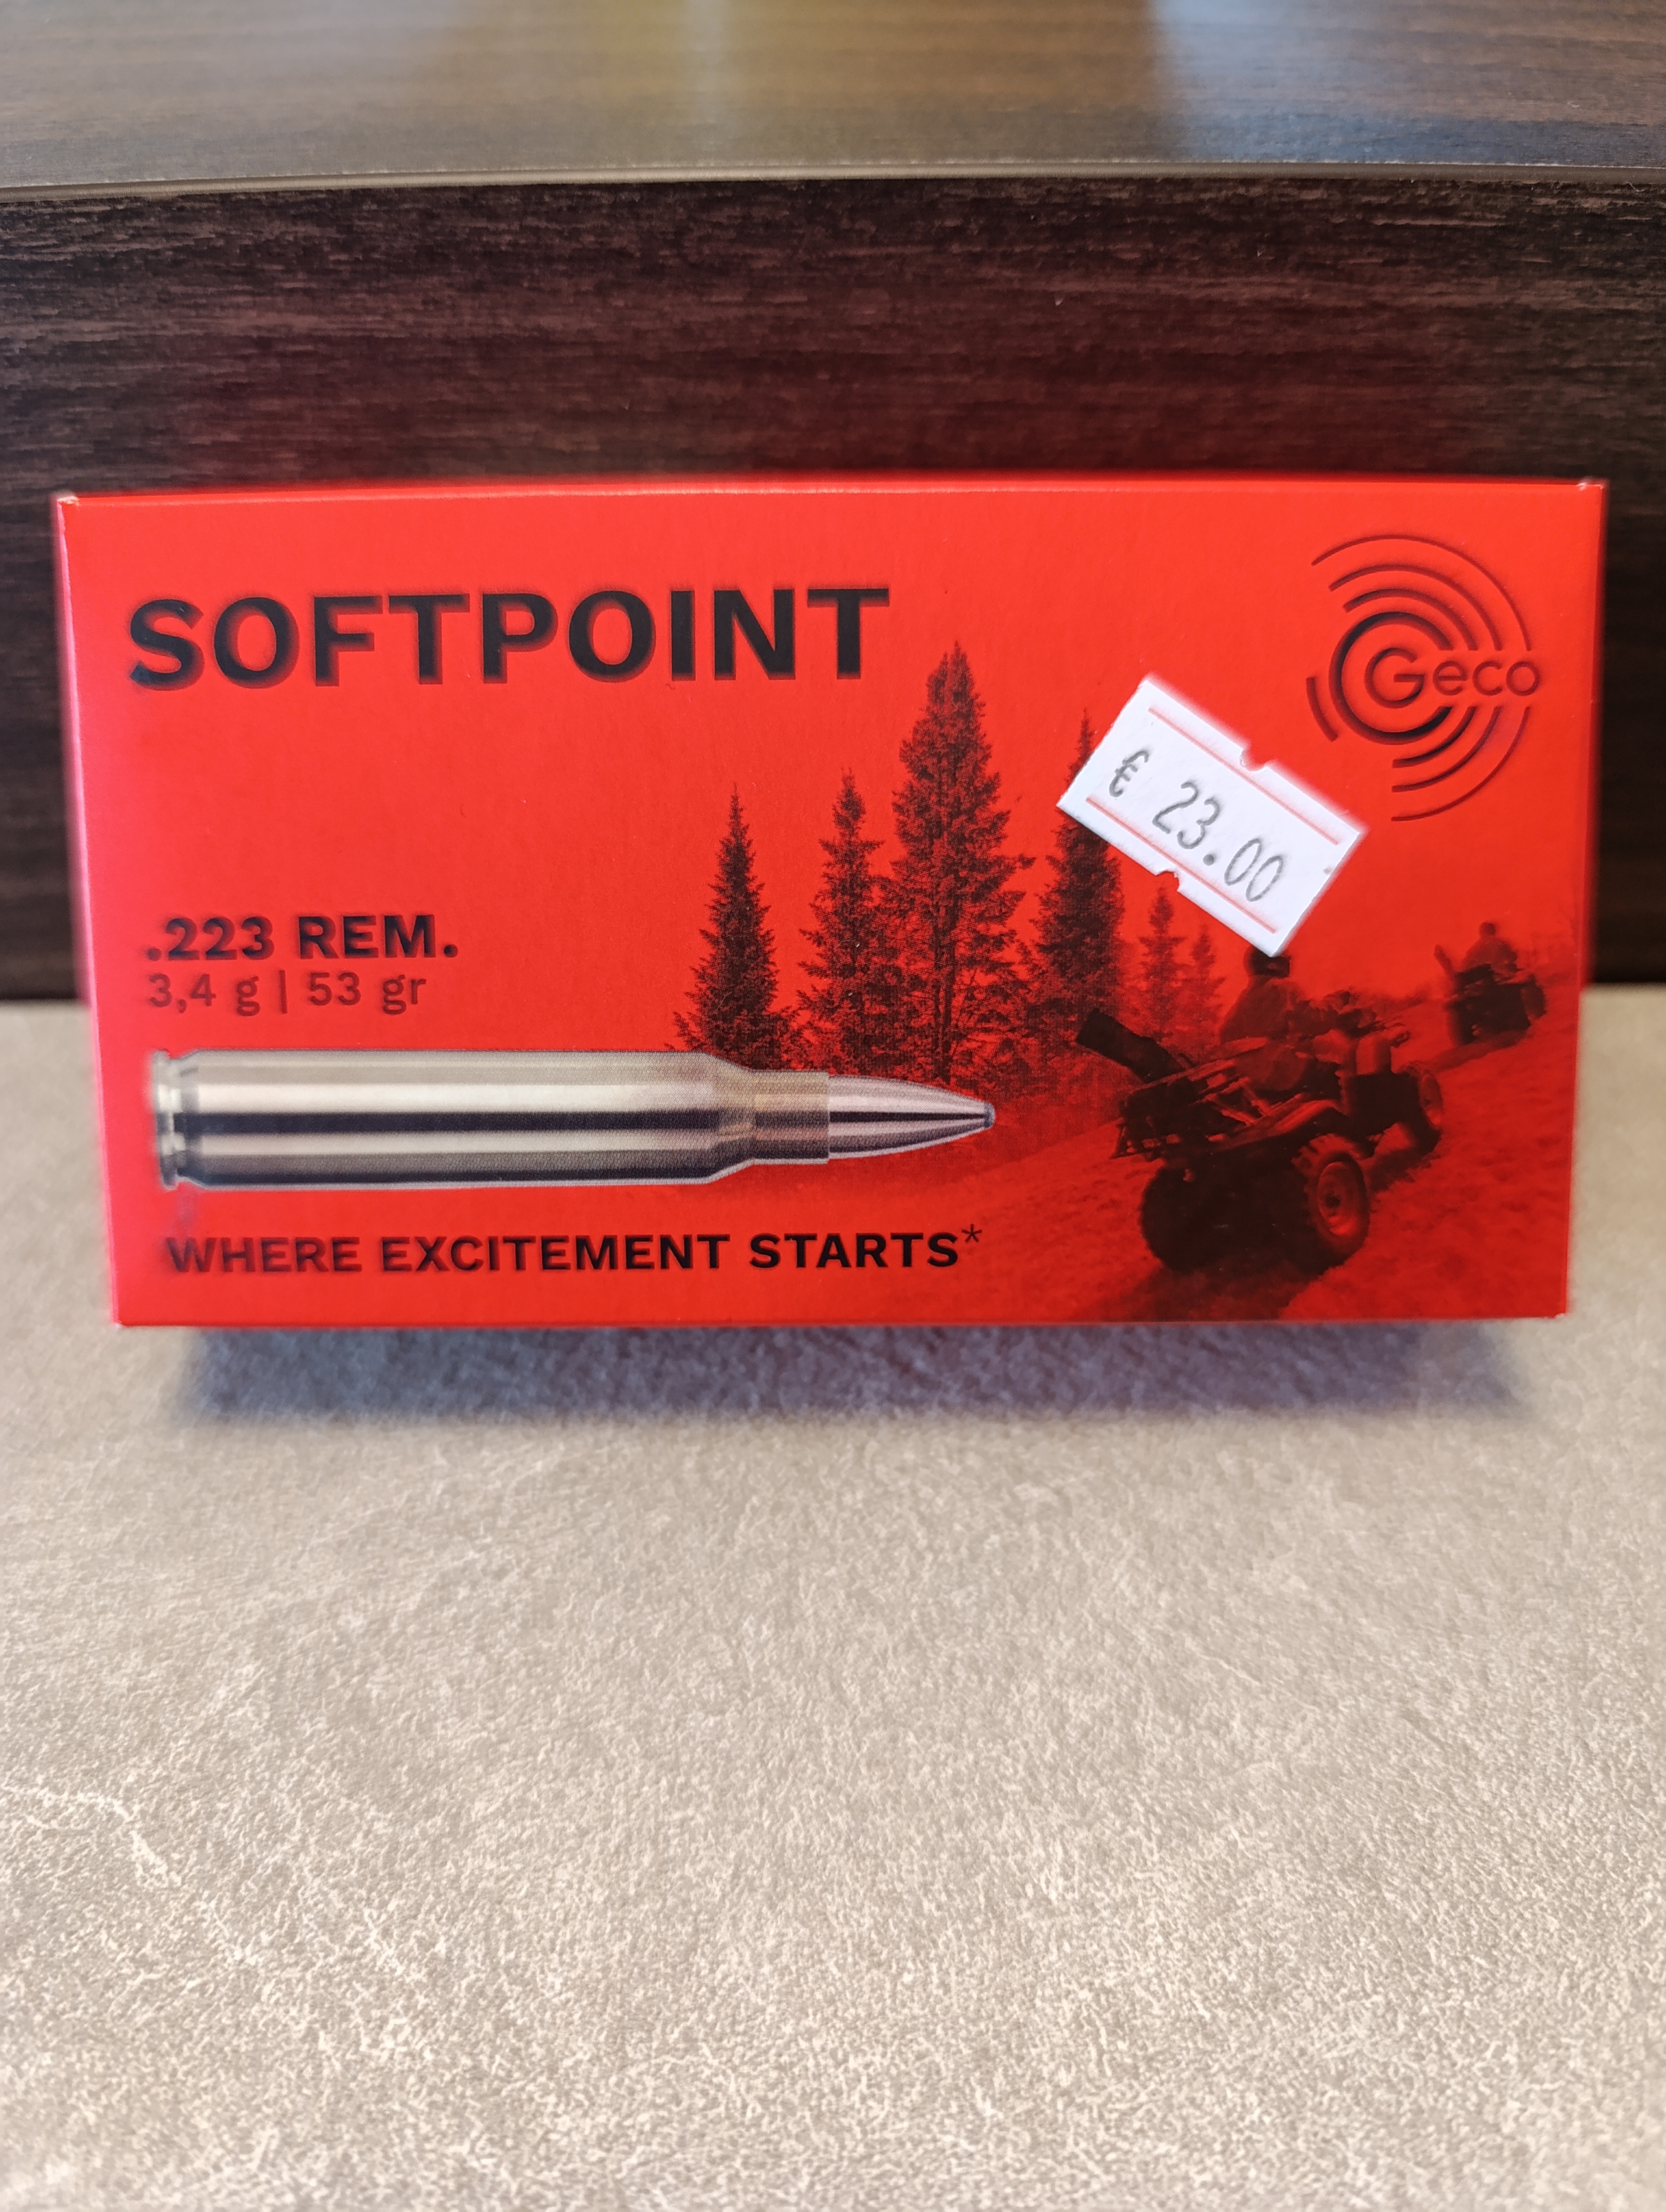 SOFTPOINT
Geco
€ 23.00
.223 REM.
3,4 g | 53 gr
WHERE EXCITEMENT STARTS*